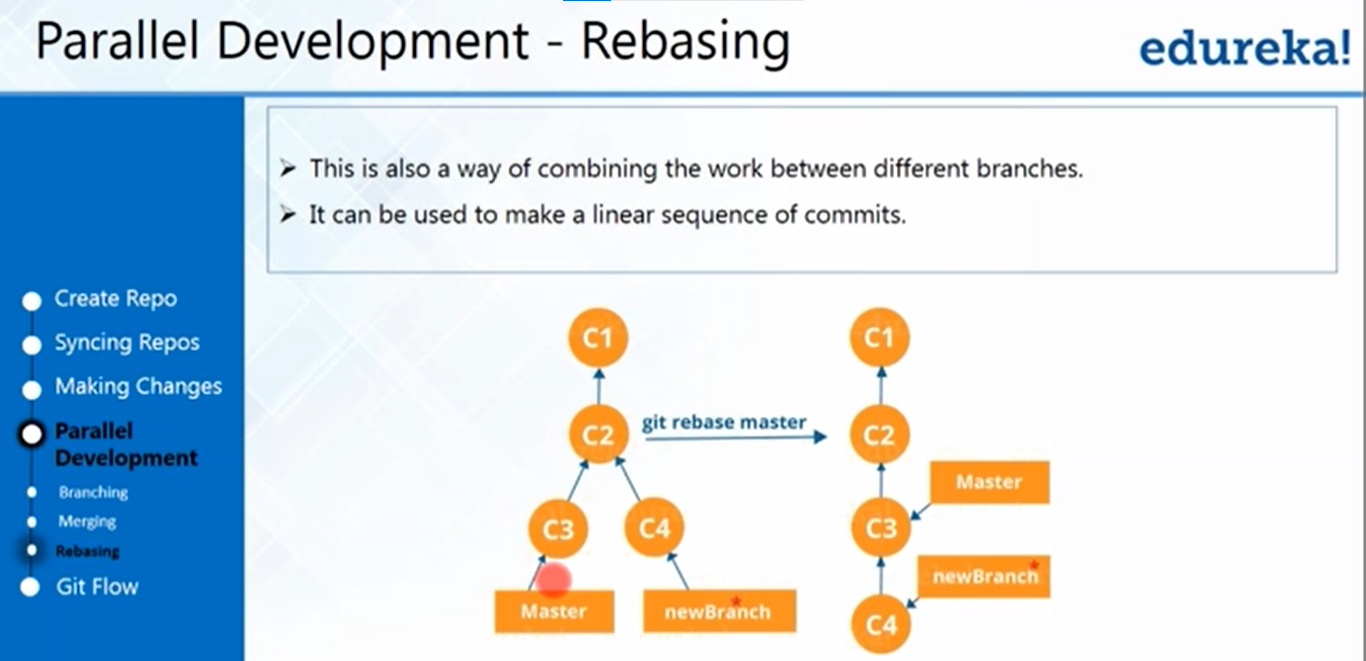 Parallel Development - Rebasing
edureka!
➢ This is also a way of combining the work between different branches.
➢ It can be used to make a linear sequence of commits.
Create Repo
Syncing Repos
Making Changes
Parallel
Development
Branching
Merging
Rebasing
Git Flow
C1
C2
C3
C4
Master
newBranch*
git rebase master
C1
C2
Master
C3
newBranch*
C4